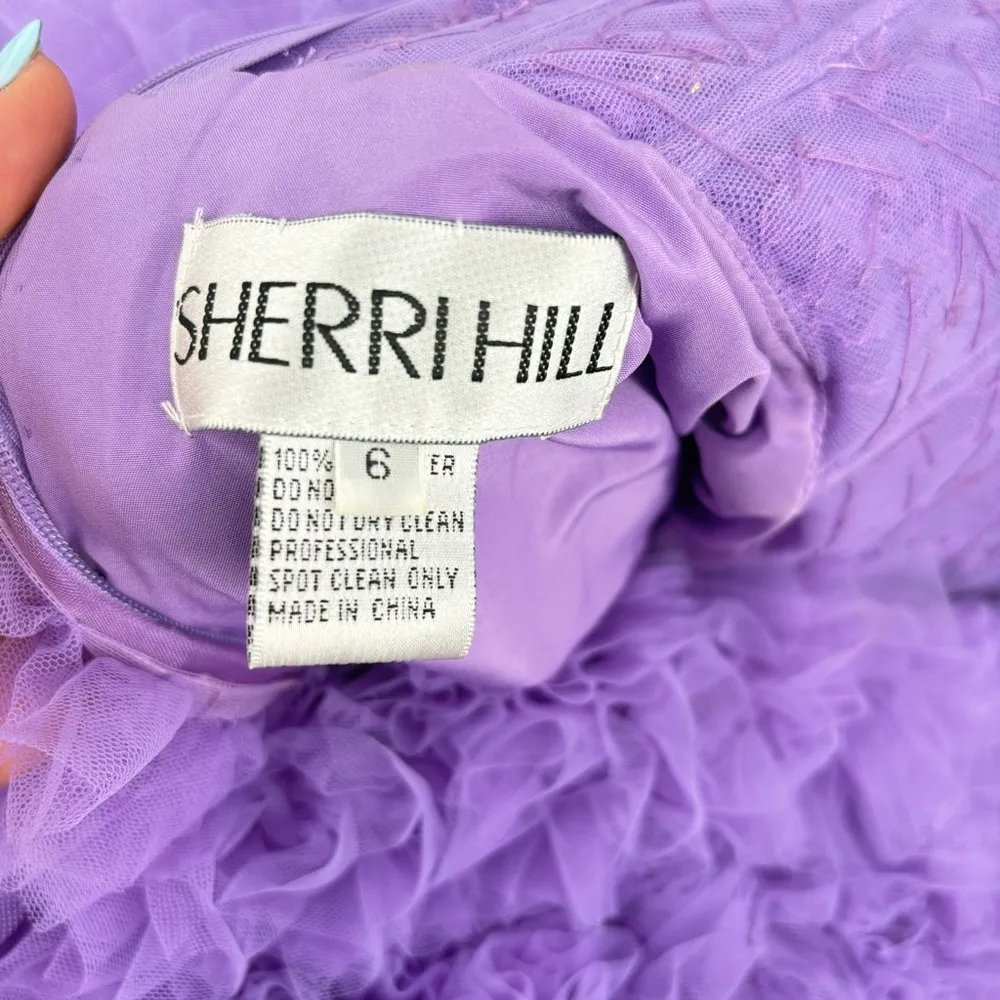 SHERRI HILL
100% 6 ER
DO NO
DO NOT DRY CLEAN
PROFESSIONAL
SPOT CLEAN ONLY
MADE IN CHINA